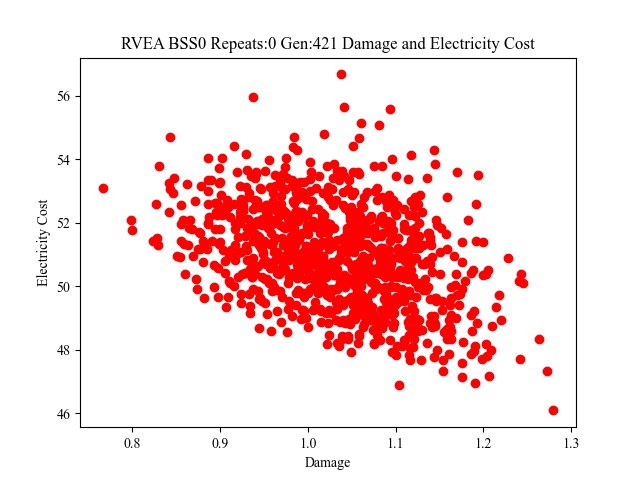 RVEA BSS0 Repeats:0 Gen:421 Damage and Electricity Cost
56
54
52
50
48
46
Electricity Cost
0.8 0.9 1.0 1.1 1.2 1.3
Damage